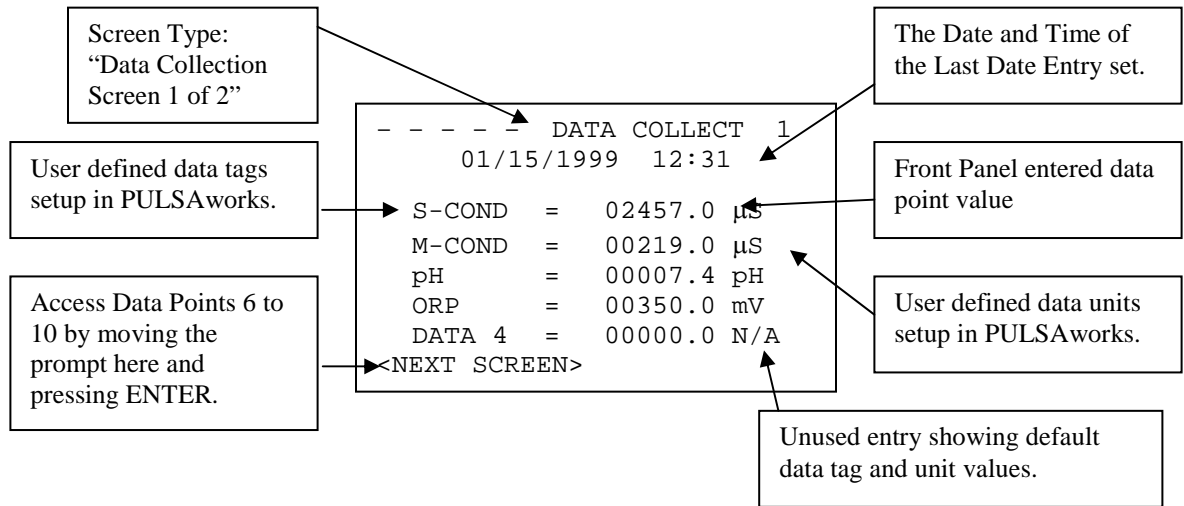 Screen Type:
“Data Collection
Screen 1 of 2”
The Date and Time of
the Last Date Entry set.
User defined data tags
setup in PULSAworks.
Access Data Points 6 to
10 by moving the
prompt here and
pressing ENTER.
– – – – – DATA COLLECT 1
01/15/1999 12:31
S-COND = 02457.0 µS
M-COND = 00219.0 µS
pH = 00007.4 pH
ORP = 00350.0 mV
DATA 4 = 00000.0 N/A
<NEXT SCREEN>
Front Panel entered data
point value
User defined data units
setup in PULSAworks.
Unused entry showing default
data tag and unit values.